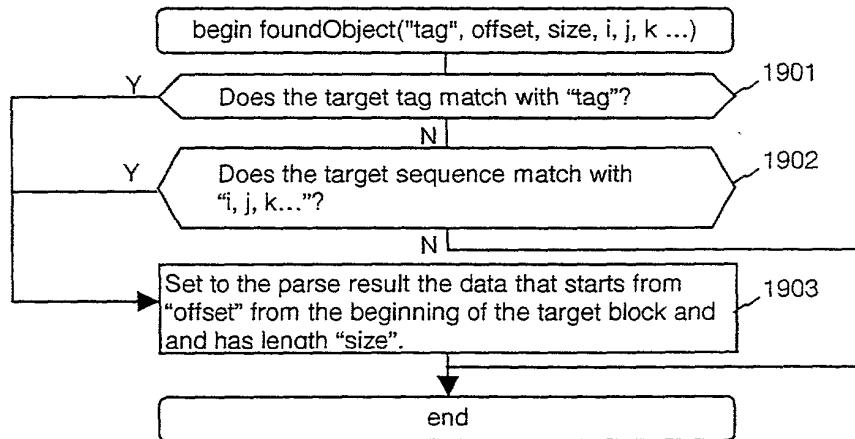 begin foundObject("tag", offset, size, i, j, k ...)
Y
1901
Does the target tag match with “tag”?
N
1902
Y
Does the target sequence match with
“i, j, k...”?
N
1903
Set to the parse result the data that starts from
“offset” from the beginning of the target block and
and has length “size”.
end